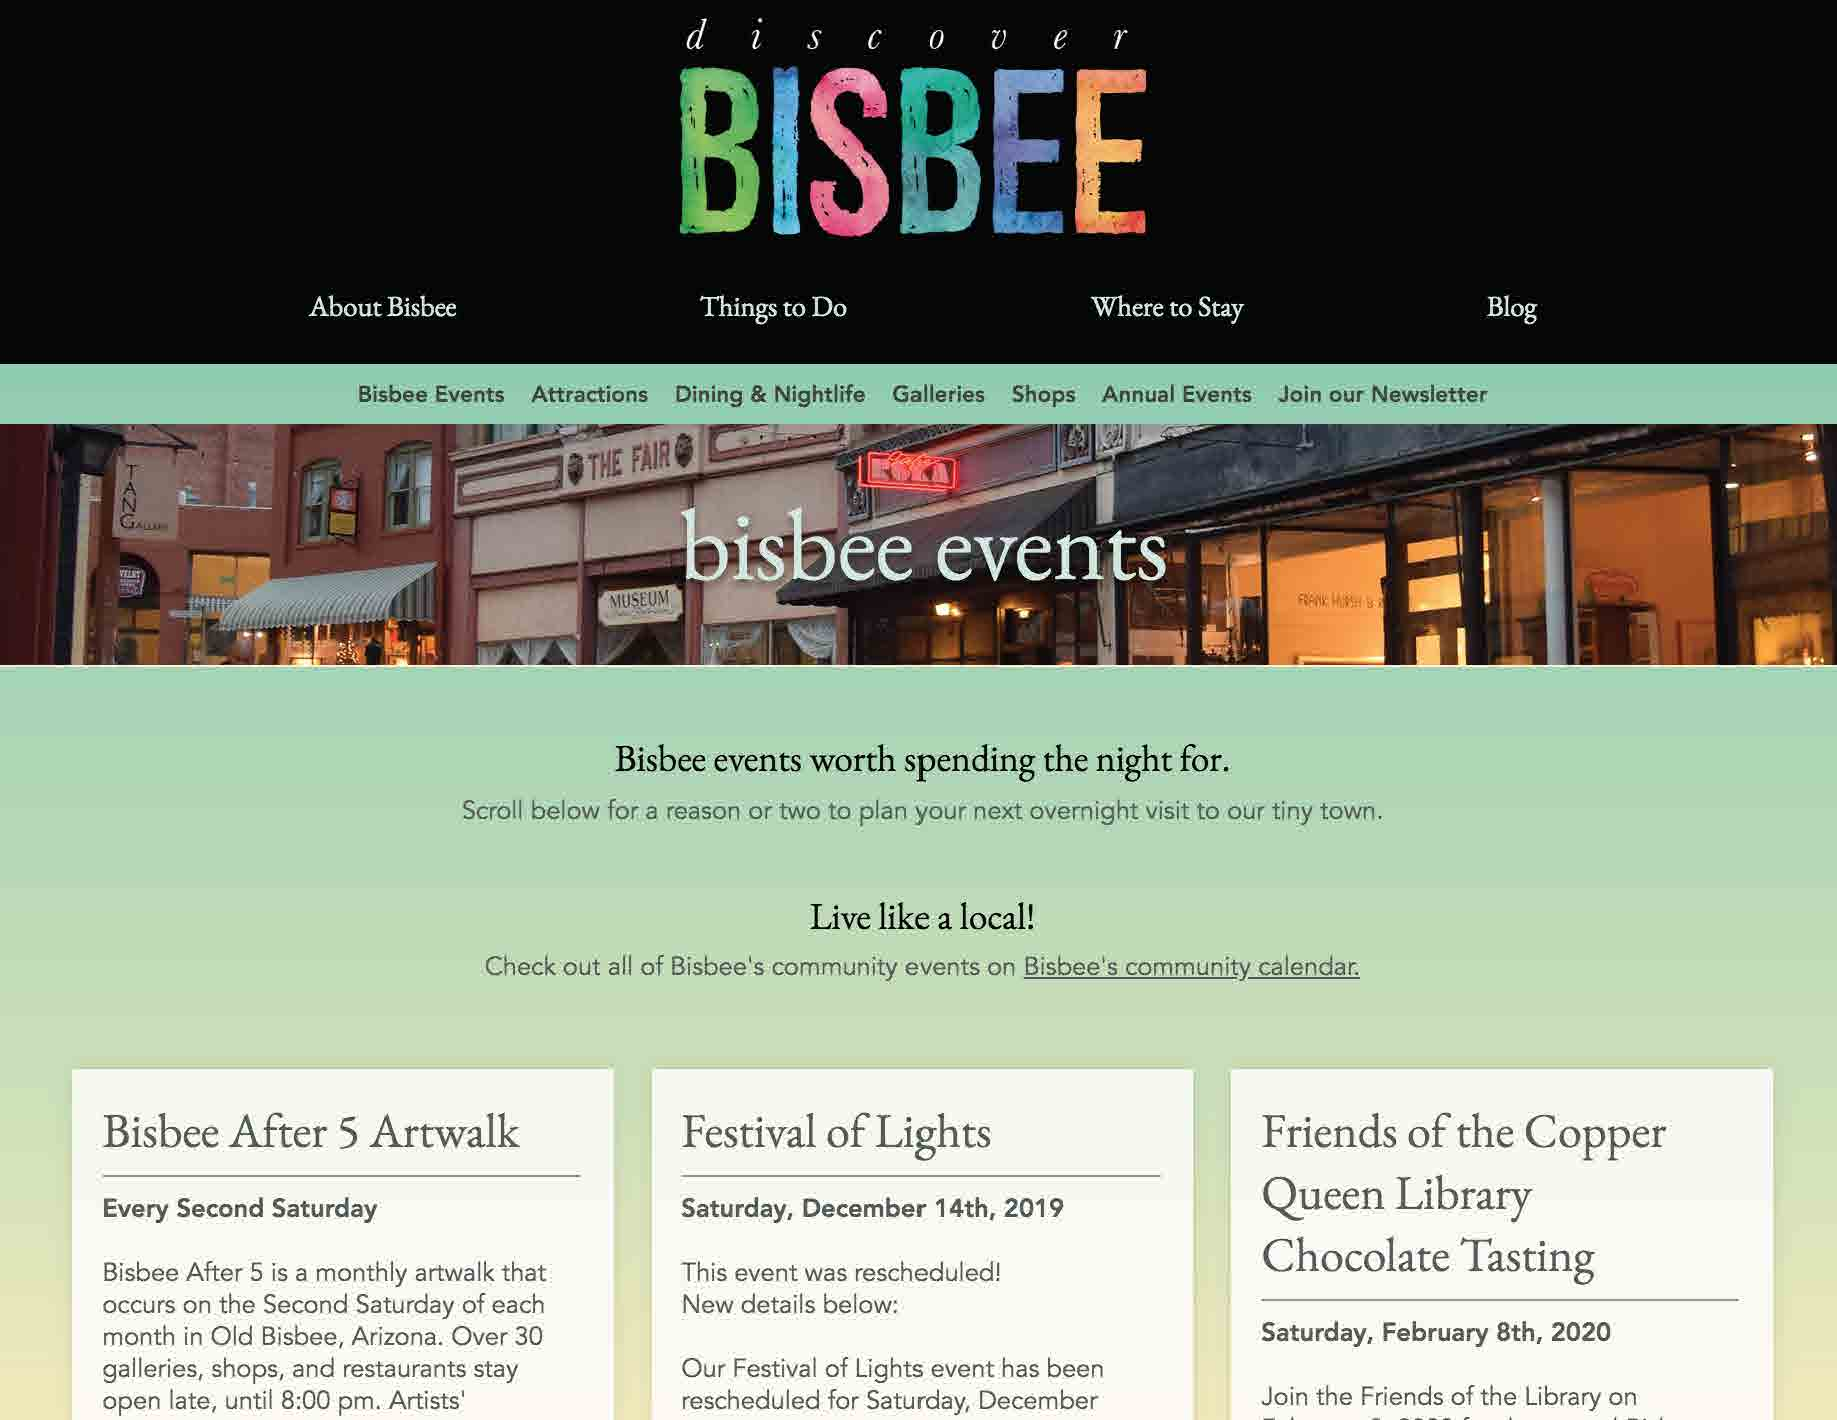 discover
BISBEE
About Bisbee Things to Do Where to Stay Blog
Bisbee Events Attractions Dining & Nightlife Galleries Shops Annual Events Join our Newsletter
TANG
GALLERY
THE FAIR
MUSEUM
bisbee events
Bisbee events worth spending the night for.
Scroll below for a reason or two to plan your next overnight visit to our tiny town.
Live like a local!
Check out all of Bisbee's community events on Bisbee's community calendar.
Bisbee After 5 Artwalk
Every Second Saturday
Bisbee After 5 is a monthly artwalk that
occurs on the Second Saturday of each
month in Old Bisbee, Arizona. Over 30
galleries, shops, and restaurants stay
open late, until 8:00 pm. Artists'
Festival of Lights
Saturday, December 14th, 2019
This event was rescheduled!
New details below:
Our Festival of Lights event has been
rescheduled for Saturday, December
Friends of the Copper
Queen Library
Chocolate Tasting
Saturday, February 8th, 2020
Join the Friends of the Library on